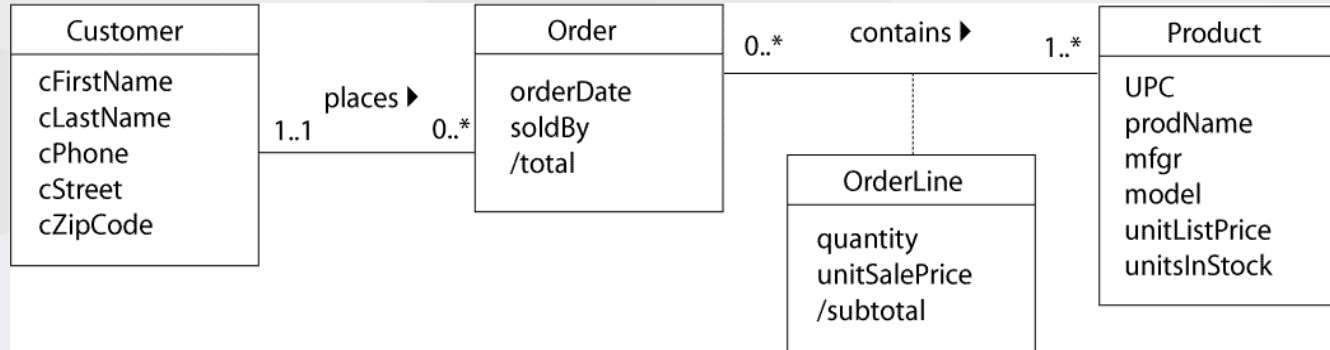 Customer
cFirstName
cLastName
cPhone
cStreet
cZipCode
places ▶
1..1
0..*
Order
orderDate
soldBy
/total
0..*
contains ▶
1..*
OrderLine
quantity
unitSalePrice
/subtotal
Product
UPC
prodName
mfgr
model
unitListPrice
unitsInStock